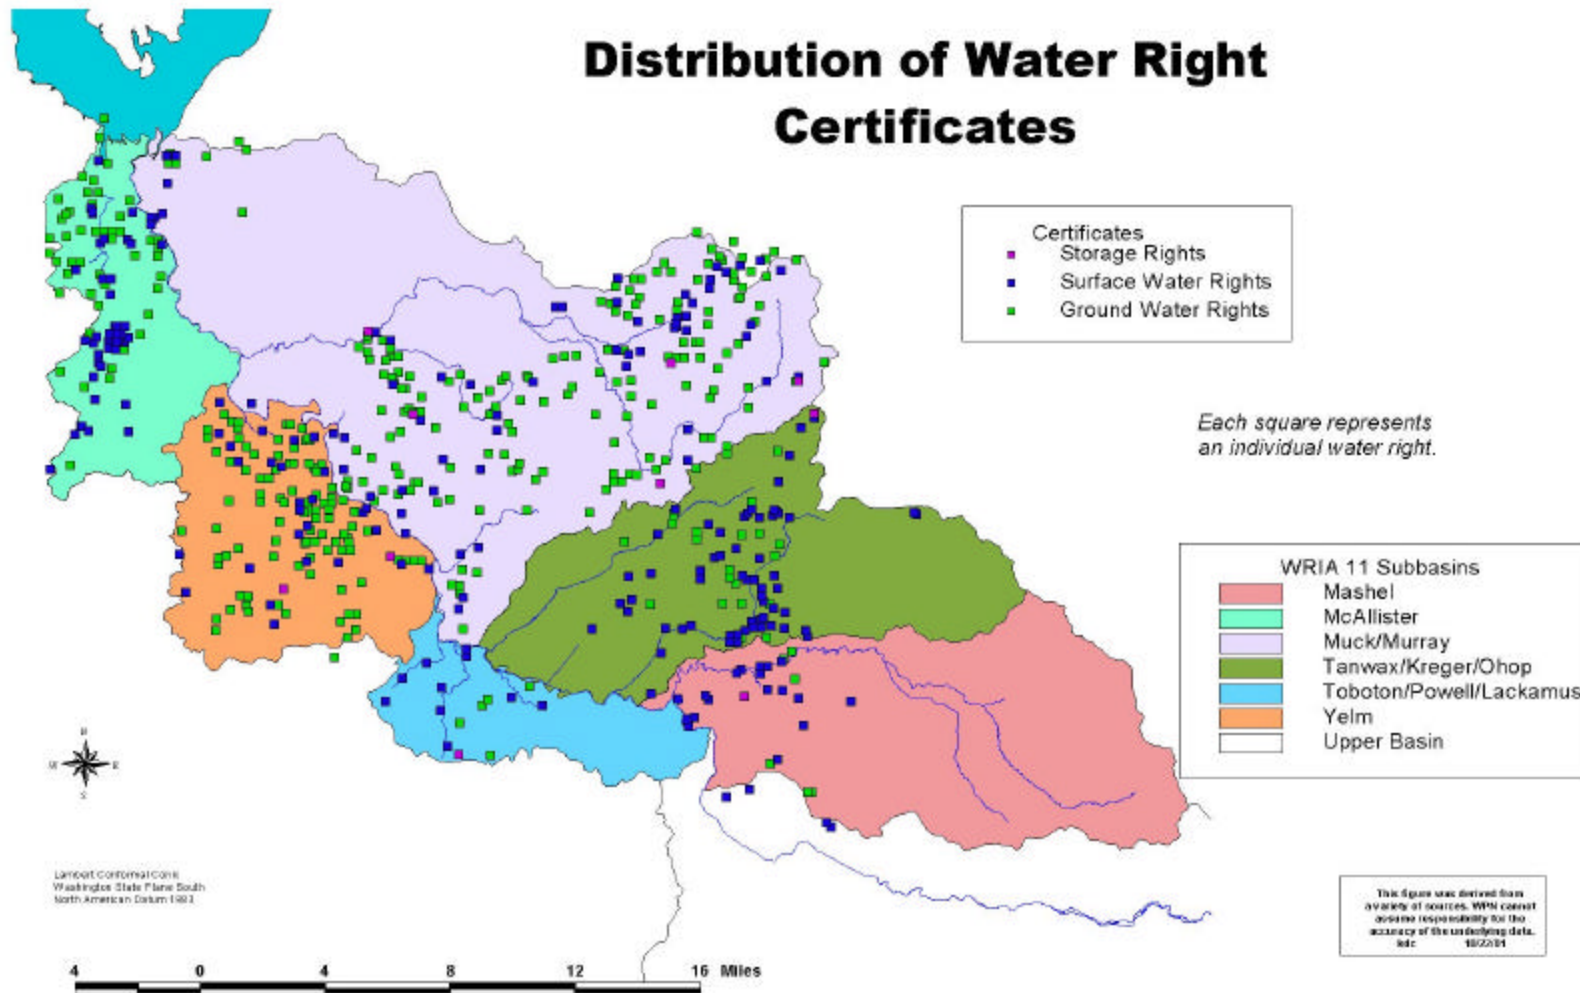 Distribution of Water Right
Certificates
Certificates
Storage Rights
Surface Water Rights
Ground Water Rights
Each square represents
an individual water right.
WRIA 11 Subbasins
Mashel
McAllister
Muck/Murray
Tanwax/Kreger/Ohop
Toboton/Powell/Lackamus
Yelm
Upper Basin
N
W E
S
Lambert Conformal Conic
Washington State Plane South
North American Datum 1983
This figure was derived from
a variety of sources. WPN cannot
assume responsibility for the
accuracy of the underlying data.
10/22/01
4 0 4 8 12 16 Miles